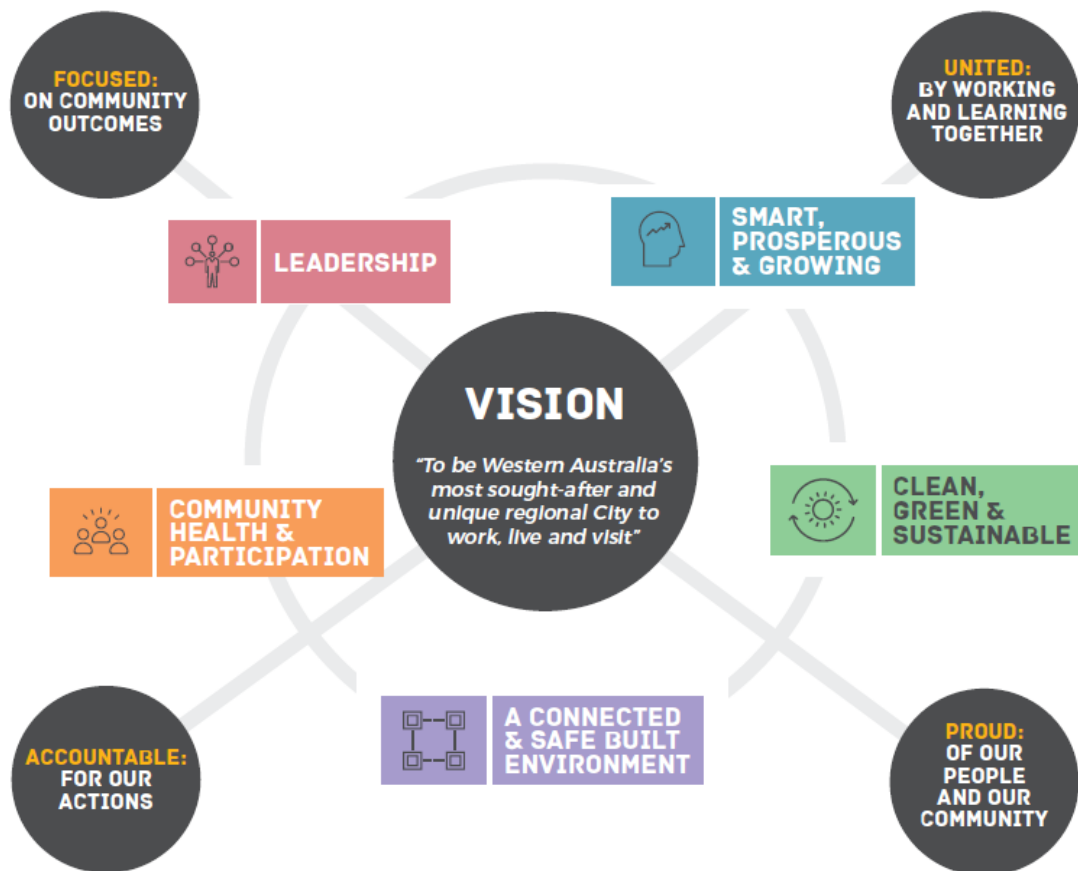 FOCUSED:
ON COMMUNITY
OUTCOMES
UNITED:
BY WORKING
AND LEARNING
TOGETHER
LEADERSHIP
SMART,
PROSPEROUS
& GROWING
VISION
“To be Western Australia’s
most sought-after and
unique regional City to
work, live and visit”
COMMUNITY
HEALTH &
PARTICIPATION
CLEAN,
GREEN &
SUSTAINABLE
A CONNECTED
& SAFE BUILT
ENVIRONMENT
ACCOUNTABLE:
FOR OUR
ACTIONS
PROUD:
OF OUR
PEOPLE
AND OUR
COMMUNITY